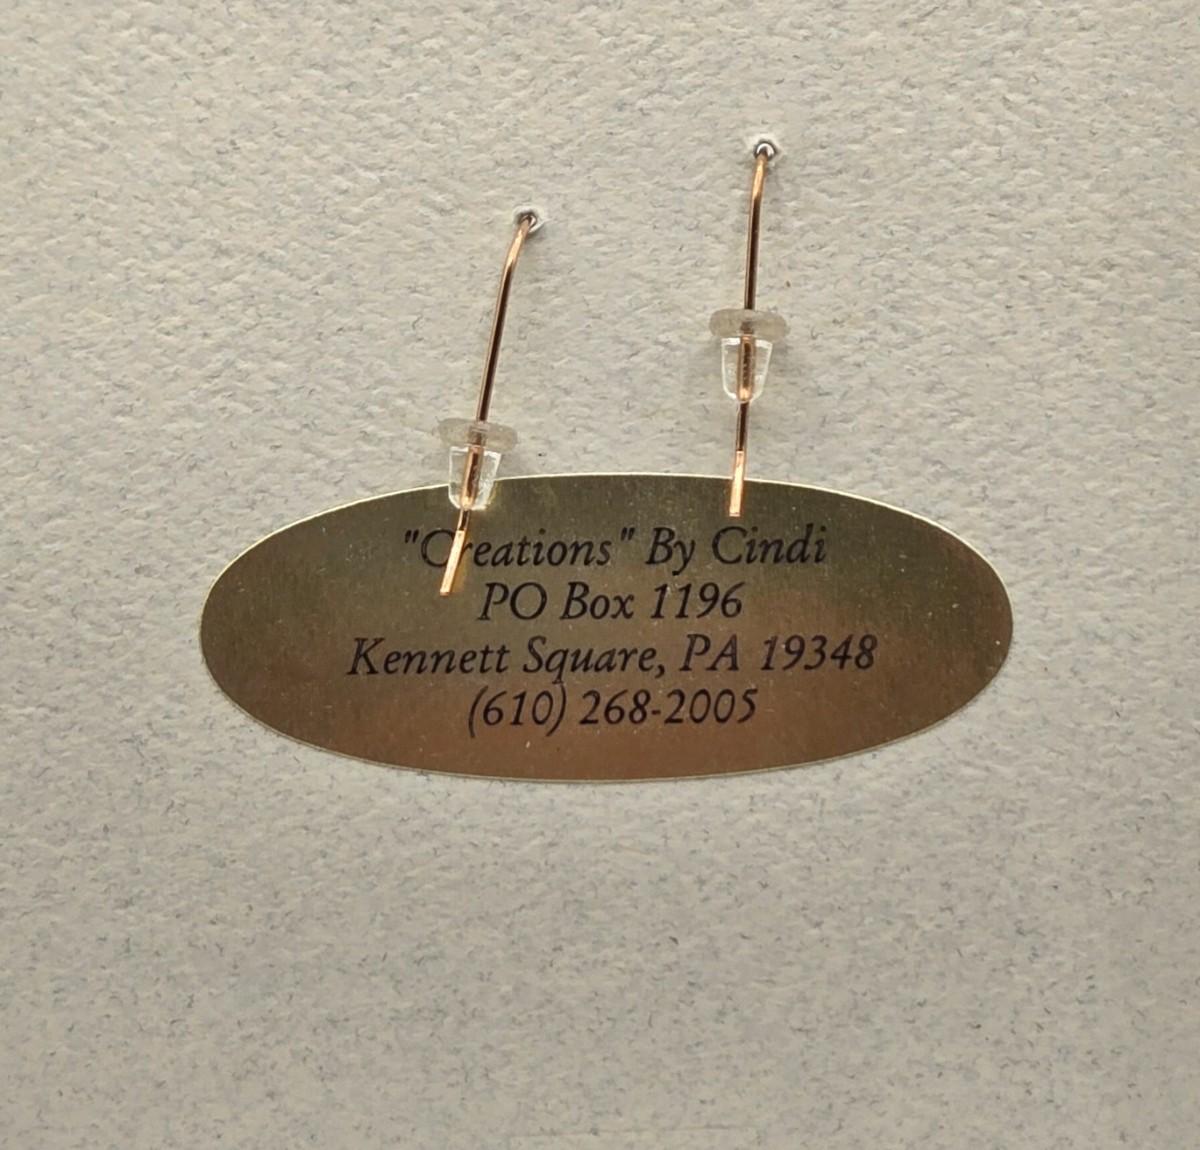 "Creations" By Cindi
PO Box 1196
Kennett Square, PA 19348
(610) 268-2005